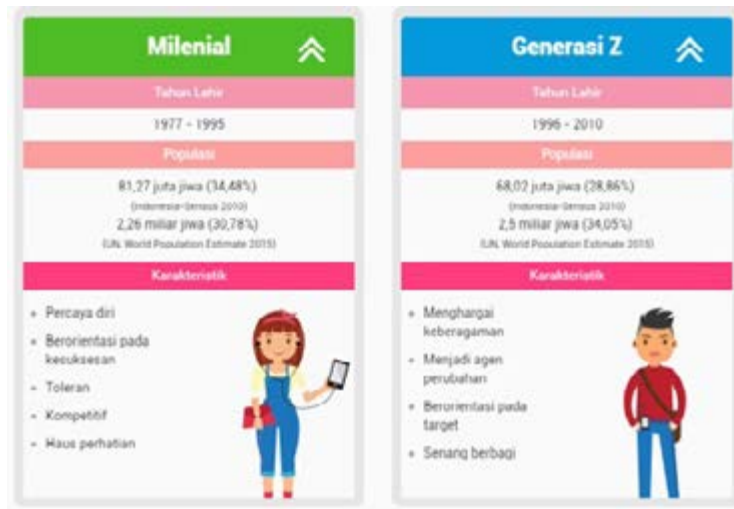 Milenial
Tahun Lahir
1977 - 1995
Populasi
81,27 juta jiwa (34,48%)
(Indonesia-Sensus 2010)
2,26 miliar jiwa (30,78%)
(UN, World Population Estimate 2015)
Karakteristik
Percaya diri
Berorientasi pada
kesuksesan
Toleran
Kompetitif
Haus perhatian
Generasi Z
Tahun Lahir
1996 - 2010
Populasi
68,02 juta jiwa (28,86%)
(Indonesia-Sensus 2010)
2,5 miliar jiwa (34,05%)
(UN, World Population Estimate 2015)
Karakteristik
Menghargai
keberagaman
Menjadi agen
perubahan
Berorientasi pada
target
Senang berbagi